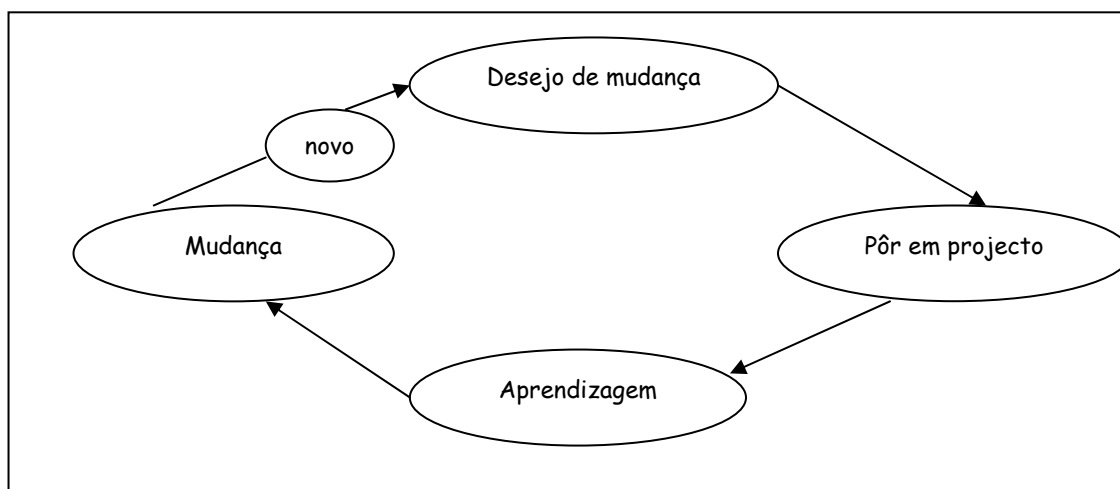 Desejo de mudança
novo
Mudança
Pôr em projecto
Aprendizagem